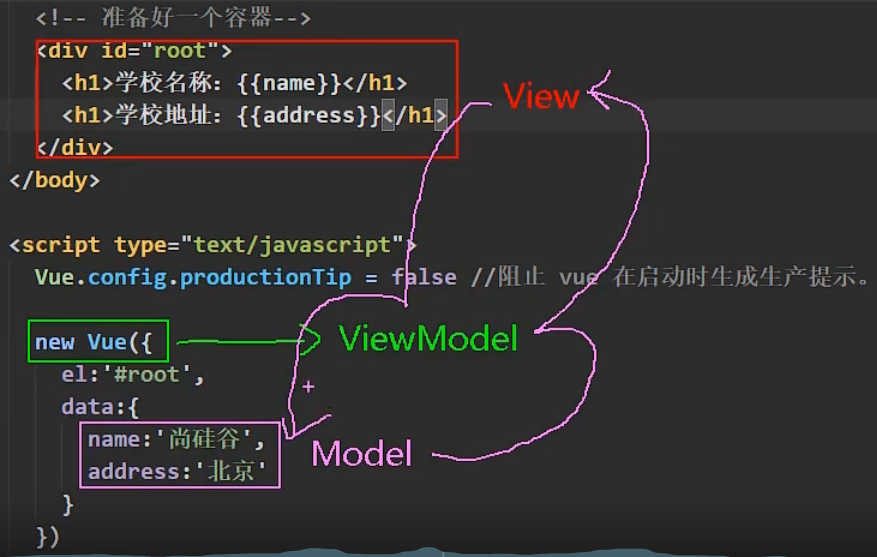 <!-- 准备好一个容器-->
<div id="root">
<h1>学校名称：{{name}}</h1>
<h1>学校地址：{{address}}</h1>
View
</div>
</body>
<script type="text/javascript">
Vue.config.productionTip = false //阻止 vue 在启动时生成生产提示。
new Vue({
ViewModel
el:'#root',
data:{
name:'尚硅谷',
Model
address:'北京'
}
})